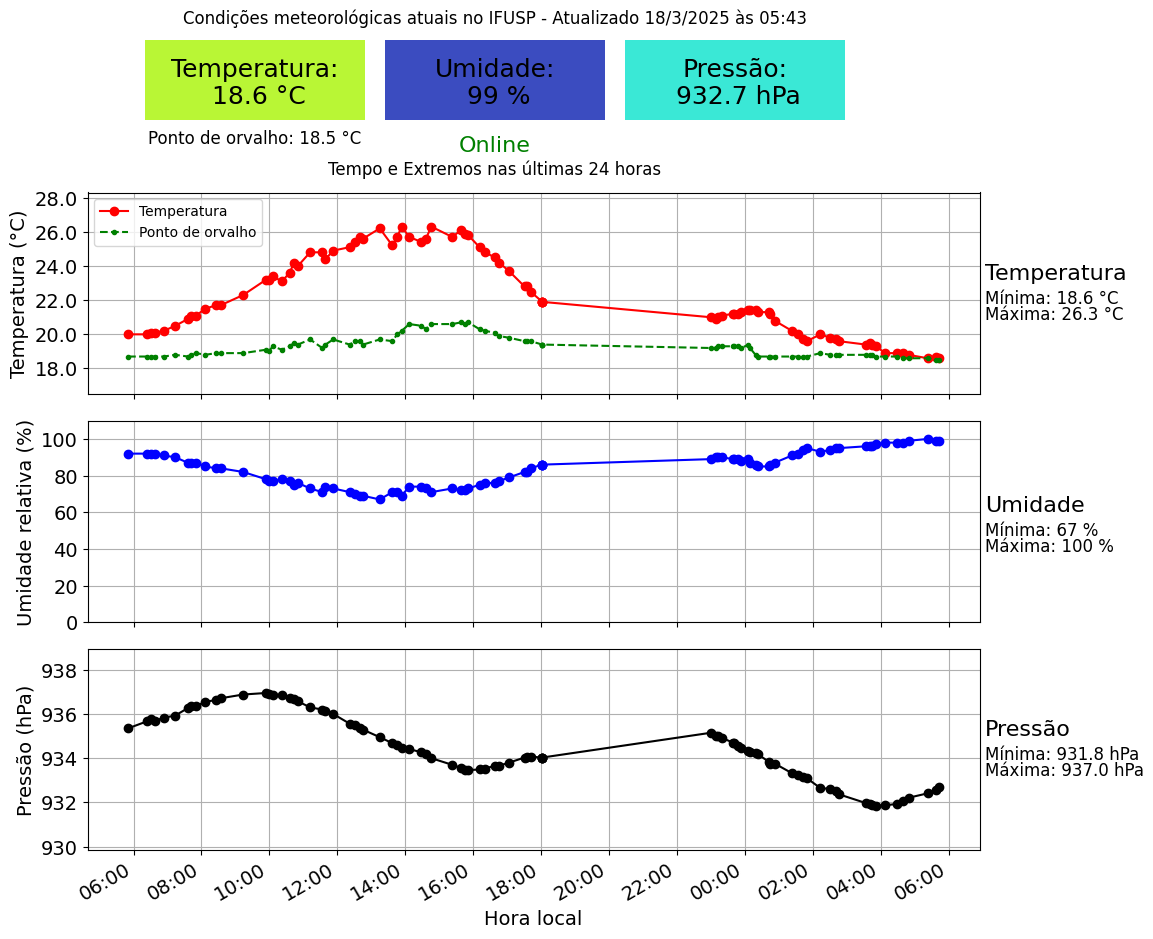 Condições meteorológicas atuais no IFUSP - Atualizado 18/3/2025 às 05:43
Temperatura:
18.6 °C
Umidade:
99 %
Pressão:
932.7 hPa
Ponto de orvalho: 18.5 °C
Online
Tempo e Extremos nas últimas 24 horas
Temperatura (°C)
28.0
26.0
24.0
22.0
20.0
18.0
Temperatura
Ponto de orvalho
Temperatura
Mínima: 18.6 °C
Máxima: 26.3 °C
Umidade relativa (%)
100
80
60
40
20
0
Umidade
Mínima: 67 %
Máxima: 100 %
Pressão (hPa)
938
936
934
932
930
Pressão
Mínima: 931.8 hPa
Máxima: 937.0 hPa
06:00 08:00 10:00 12:00 14:00 16:00 18:00 20:00 22:00 00:00 02:00 04:00 06:00
Hora local